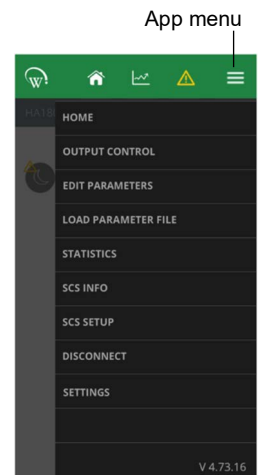 App menu
W
HA18
HOME
OUTPUT CONTROL
EDIT PARAMETERS
LOAD PARAMETER FILE
STATISTICS
SCS INFO
SCS SETUP
DISCONNECT
SETTINGS
V 4.73.16